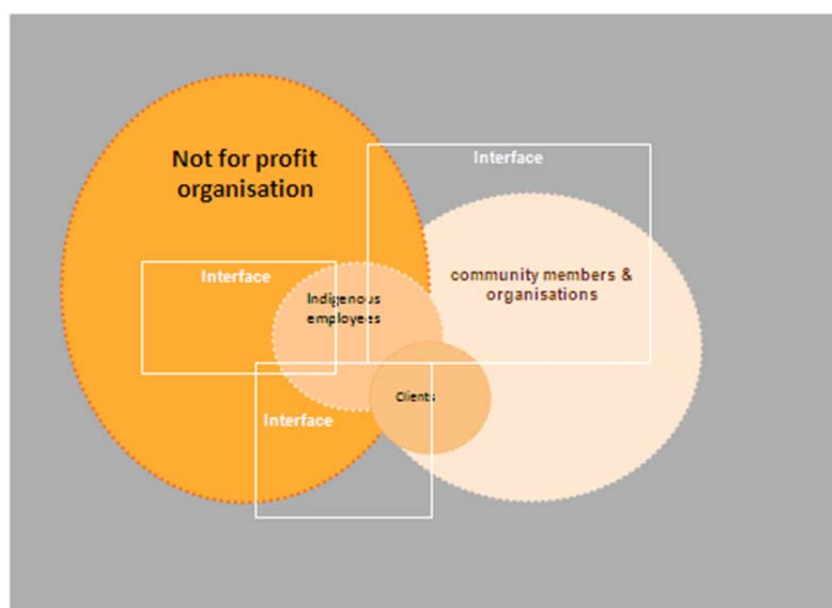 Not for profit
organisation
Interface
Interface
community members &
organisations
Indigenous
employees
Clients
Interface